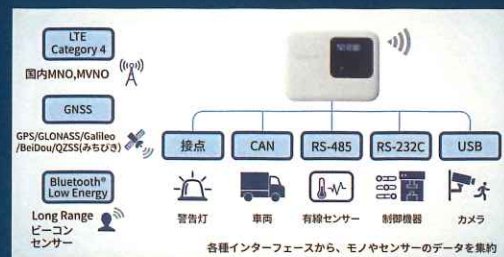 LTE
Category 4
国内MNO,MVNO
GNSS
GPS/GLONASS/Galileo
/BeiDou/QZSS(みちびき)
Bluetooth®
Low Energy
Long Range
ビーコン
センサー
接点
CAN
RS-485
RS-232C
USB
警告灯
車両
有線センサー
制御機器
カメラ
各種インターフェースから、モノやセンサーのデータを集約